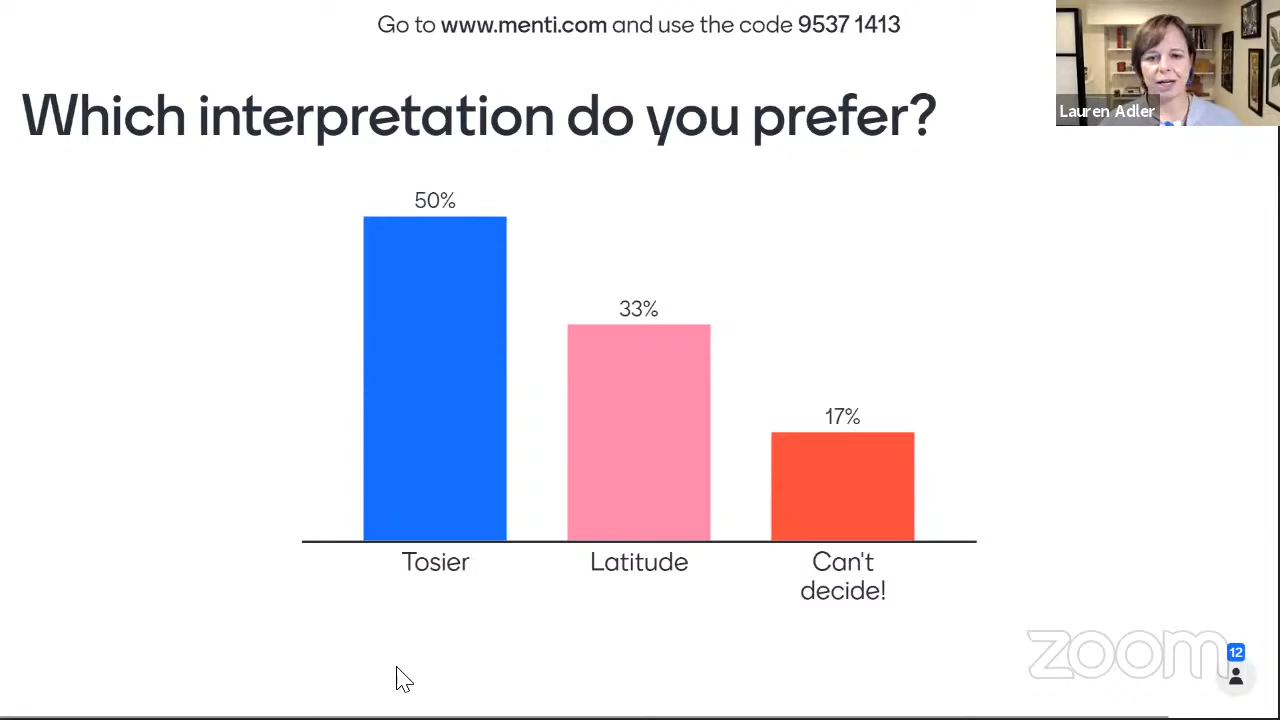 Go to www.menti.com and use the code 9537 1413
Lauren Adler
Which interpretation do you prefer?
50%
33%
17%
Tosier
Latitude
Can't
decide!
zoom
12